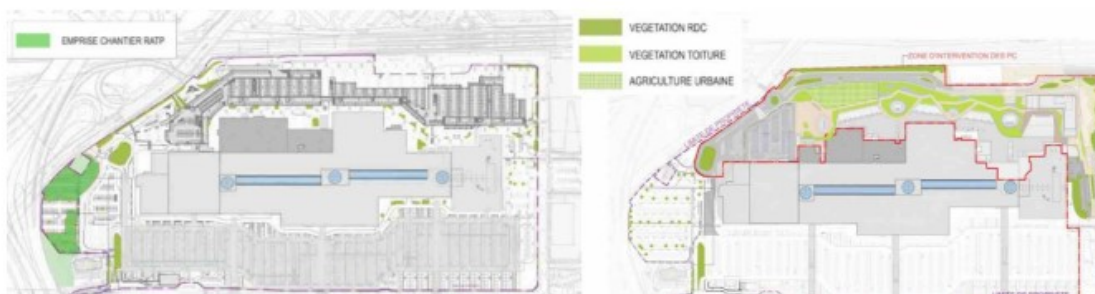 EMPRISE CHANTIER RATP
VEGETATION RDC
VEGETATION TOITURE
AGRICULTURE URBAINE
ZONE D'INTERVENTION DES PC